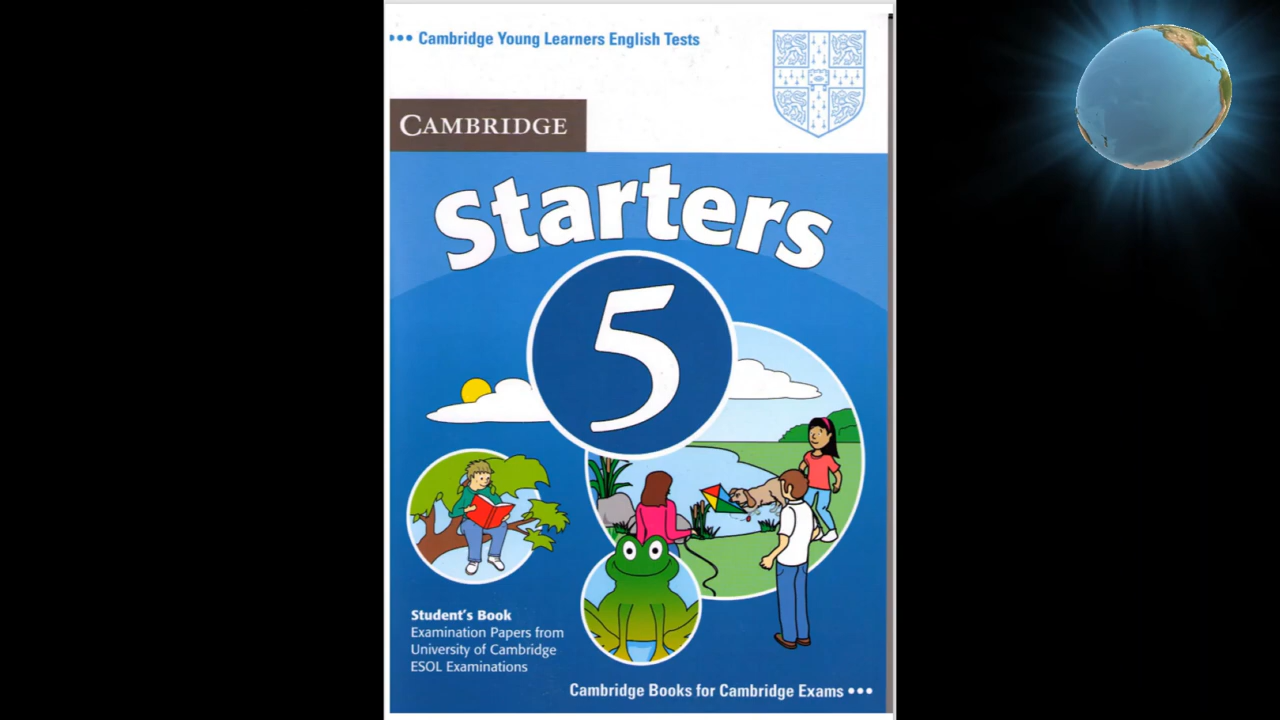 ••• Cambridge Young Learners English Tests
CAMBRIDGE
Starters
5
Student's Book
Examination Papers from
University of Cambridge
ESOL Examinations
Cambridge Books for Cambridge Exams •••